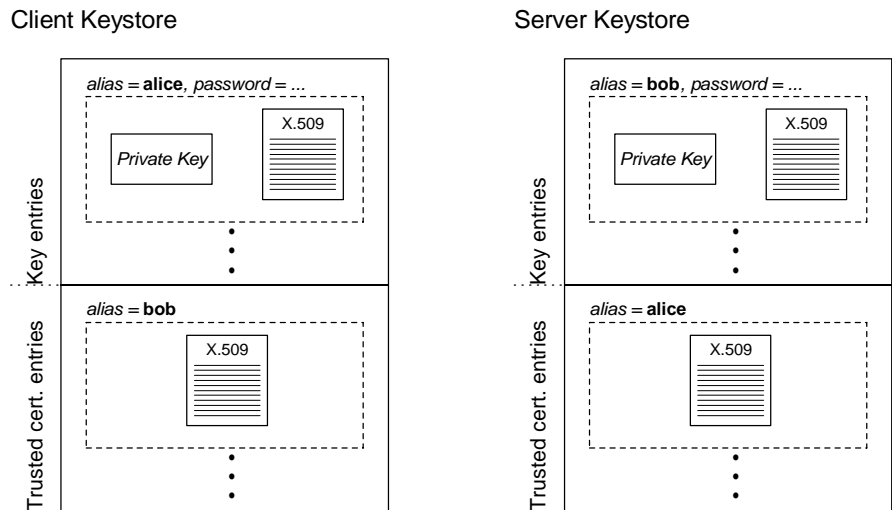 Client Keystore
alias = alice, password = ...
X.509
Private Key
Key entries
alias = bob
X.509
Trusted cert. entries
Server Keystore
alias = bob, password = ...
X.509
Private Key
Key entries
alias = alice
X.509
Trusted cert. entries